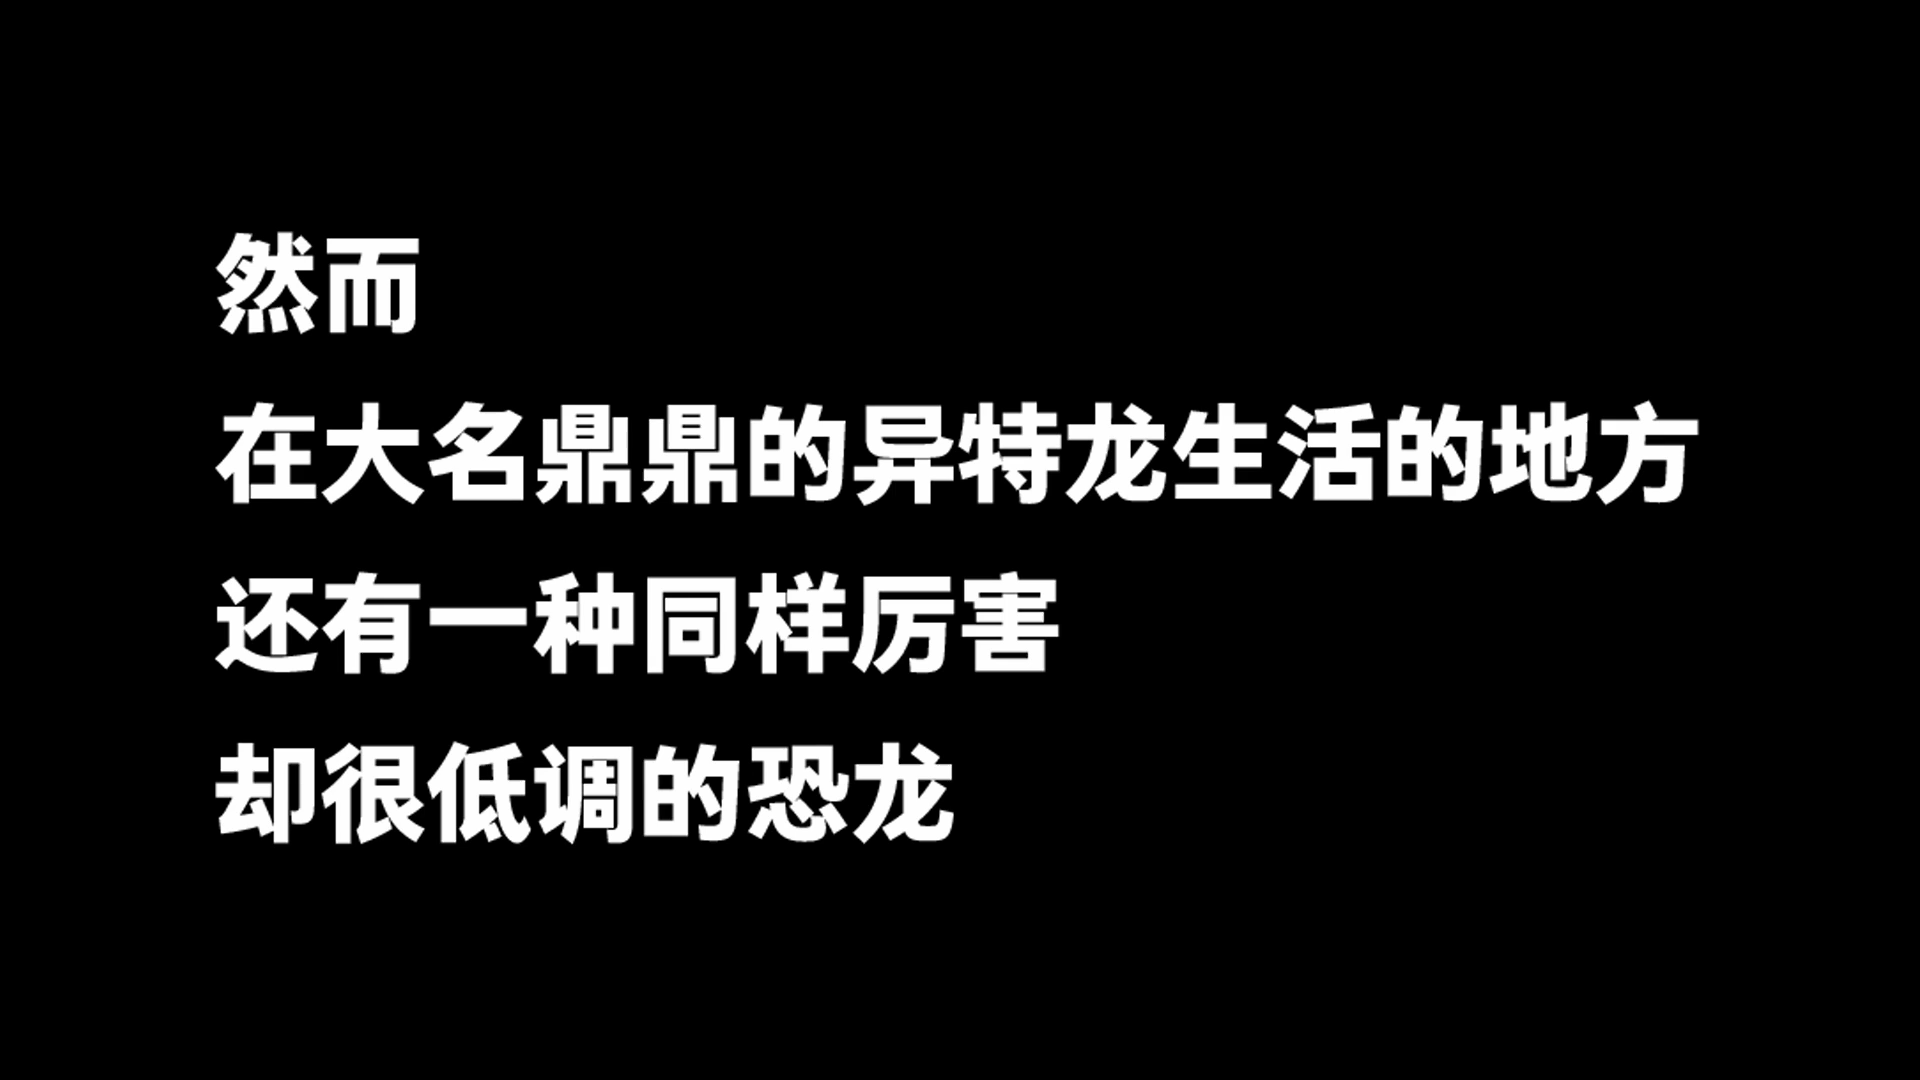 然而
在大名鼎鼎的异特龙生活的地方
还有一种同样厉害
却很低调的恐龙